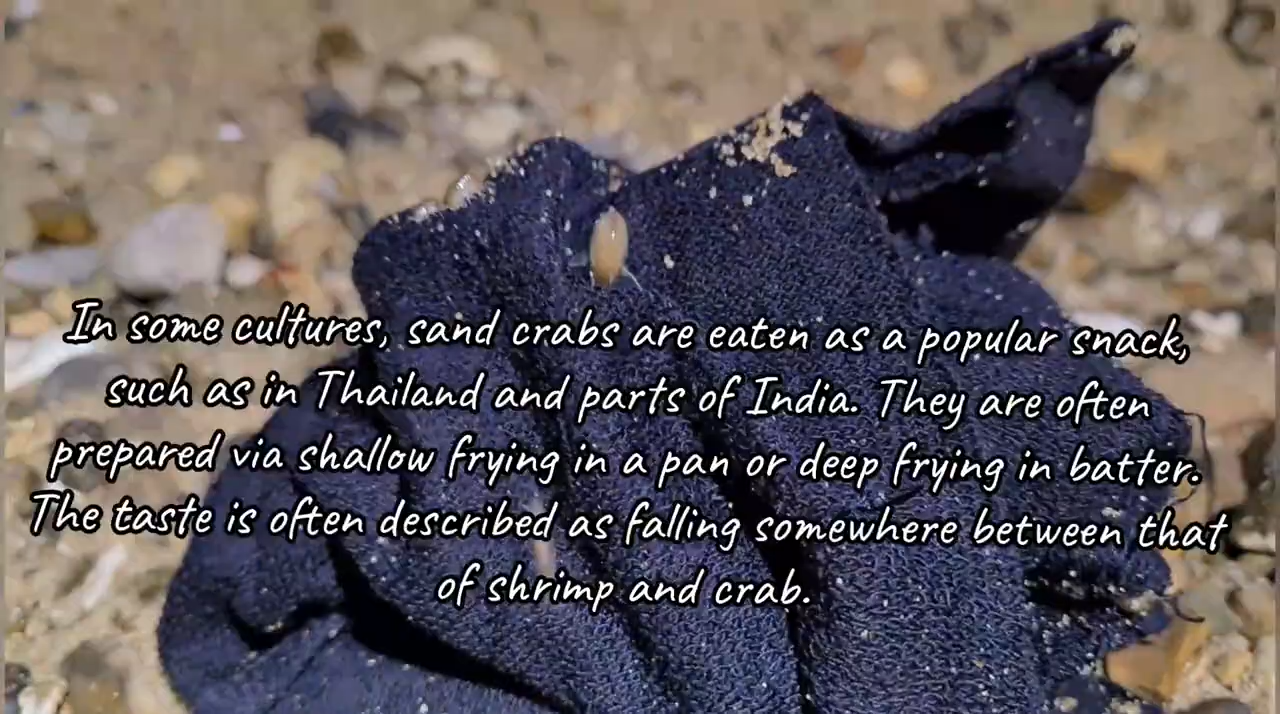 In some cultures, sand crabs are eaten as a popular snack,
such as in Thailand and parts of India. They are often
prepared via shallow frying in a pan or deep frying in batter.
The taste is often described as falling somewhere between that
of shrimp and crab.